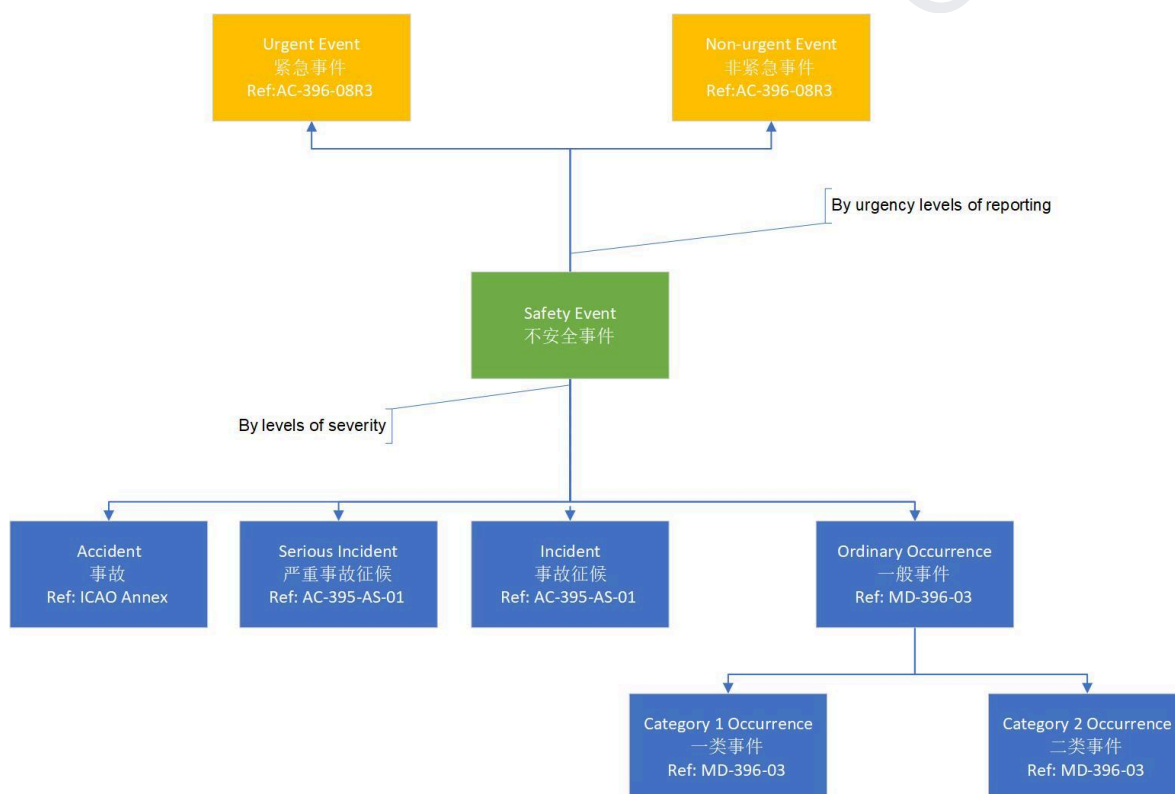 Urgent Event
紧急事件
Ref:AC-396-08R3
Non-urgent Event
非紧急事件
Ref:AC-396-08R3
By urgency levels of reporting
Safety Event
不安全事件
By levels of severity
Accident
事故
Ref: ICAO Annex
Serious Incident
严重事故征候
Ref: AC-395-AS-01
Incident
事故征候
Ref: AC-395-AS-01
Ordinary Occurrence
一般事件
Ref: MD-396-03
Category 1 Occurrence
一类事件
Ref: MD-396-03
Category 2 Occurrence
二类事件
Ref: MD-396-03